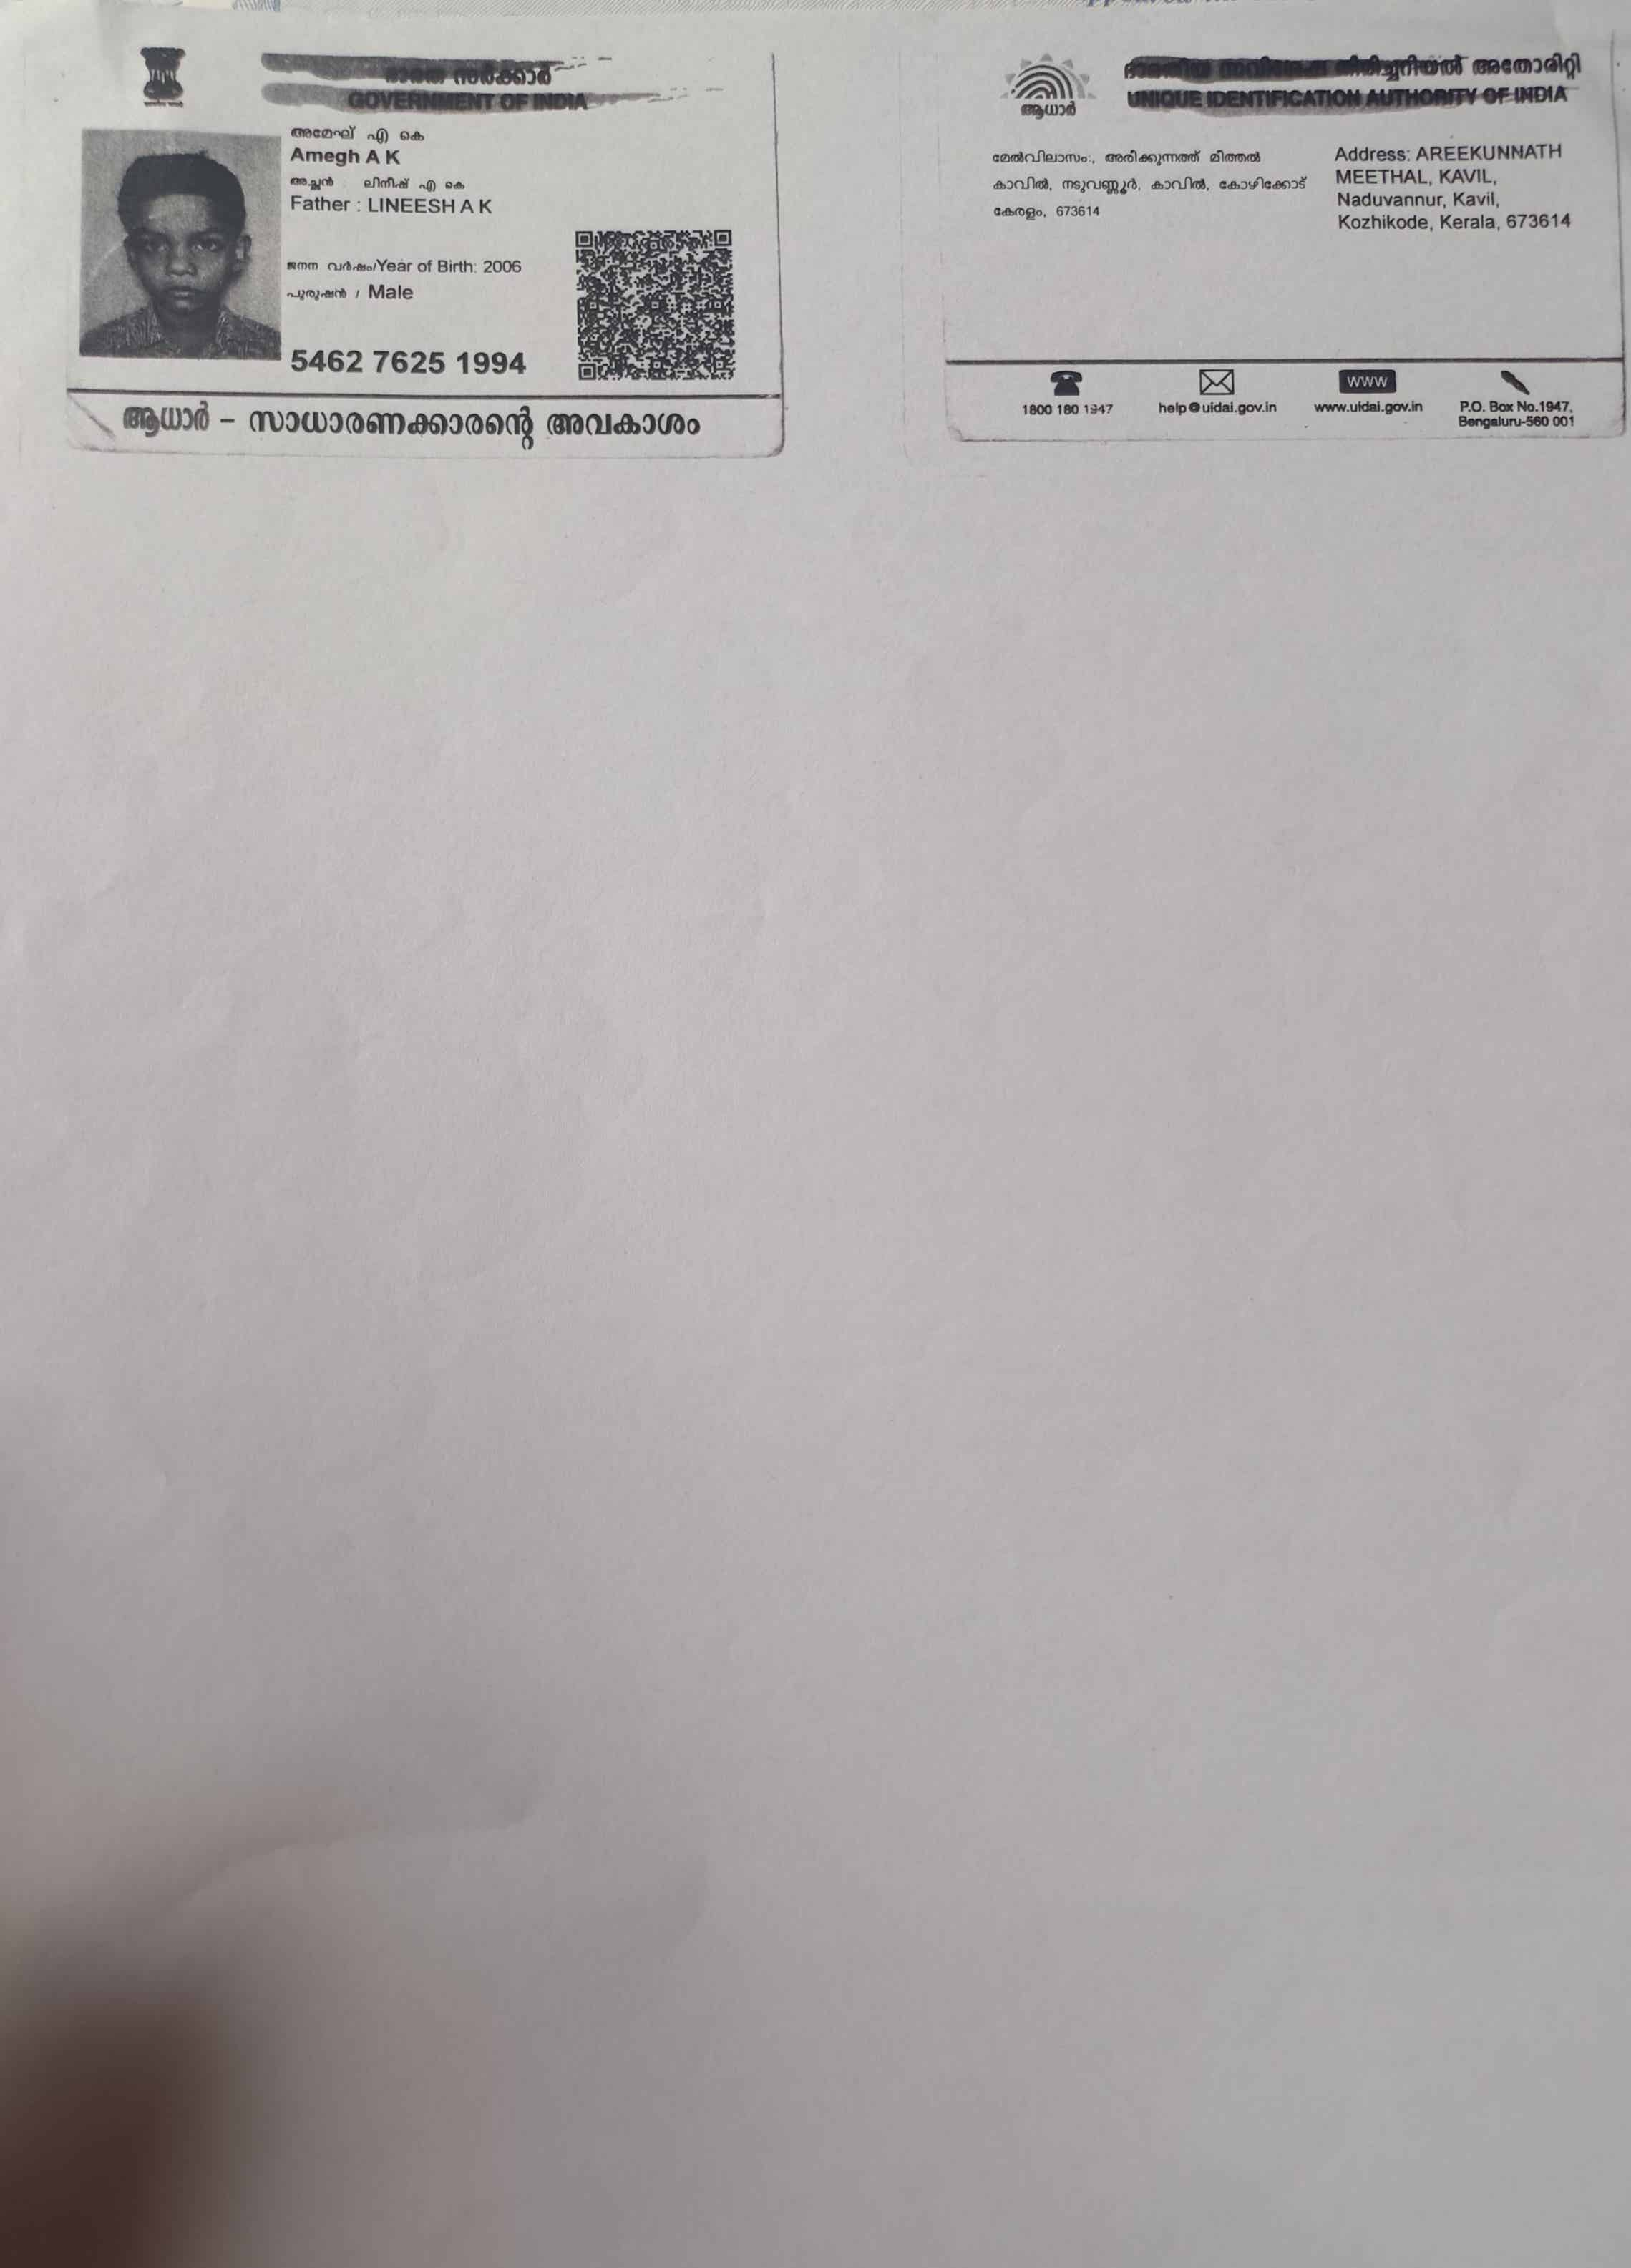 ഭാരത സർക്കാർ
GOVERNMENT OF INDIA
അമേഘ് എ കെ
Amegh A K
അച്ഛൻ : ലിനീഷ് എ കെ
Father : LINEESH A K
ജനന വർഷം/Year of Birth: 2006
പുരുഷൻ / Male
5462 7625 1994
ആധാർ – സാധാരണക്കാരന്റെ അവകാശം
തിരിച്ചറിയൽ അതോരിറ്റി
UNIQUE IDENTIFICATION AUTHORITY OF INDIA
ആധാർ
മേൽവിലാസം:, അരിക്കുന്നത്ത് മിത്തൽ
കാവിൽ, നടുവണ്ണൂർ, കാവിൽ, കോഴിക്കോട്
കേരളം, 673614
Address: AREEKUNNATH
MEETHAL, KAVIL,
Naduvannur, Kavil,
Kozhikode, Kerala, 673614
WWW
1800 180 1947
help@uidai.gov.in
www.uidai.gov.in
P.O. Box No.1947,
Bengaluru-560 001